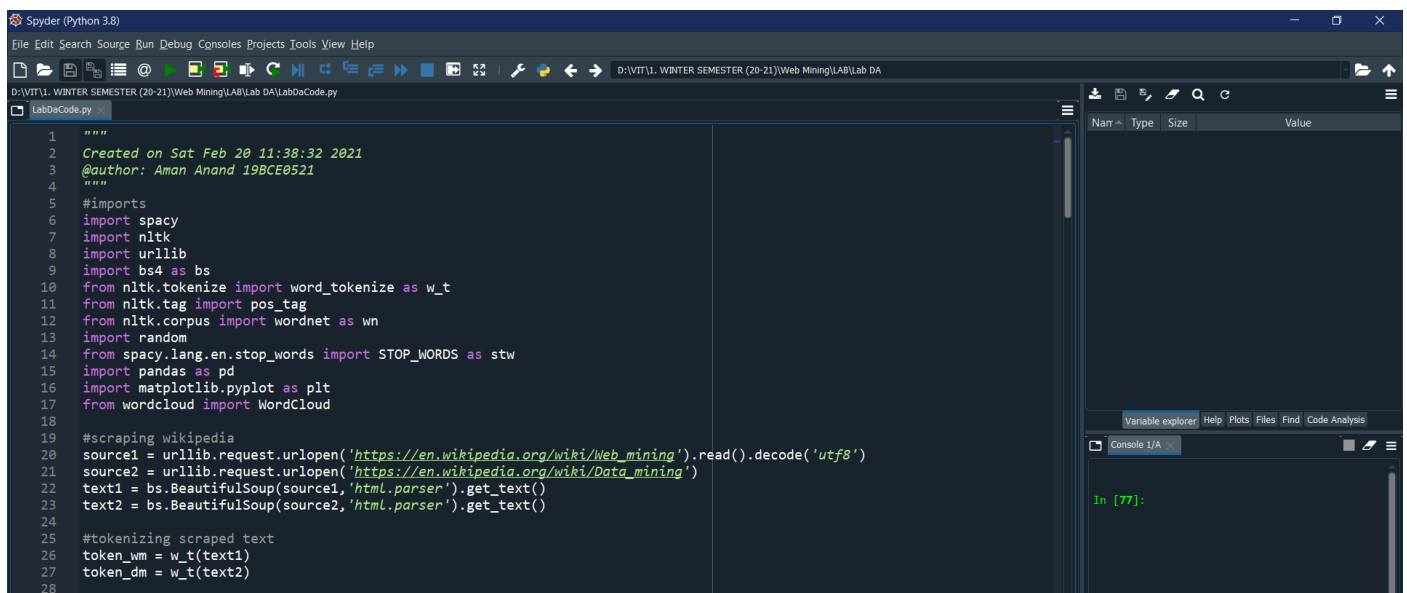 Spyder (Python 3.8)
File Edit Search Source Run Debug Consoles Projects Tools View Help
D:\VIT\1. WINTER SEMESTER (20-21)\Web Mining\LAB\Lab DA
D:\VIT\1. WINTER SEMESTER (20-21)\Web Mining\LAB\Lab DA\LabDaCode.py
LabDaCode.py
1 """
2 Created on Sat Feb 20 11:38:32 2021
3 @author: Aman Anand 19BCE0521
4 """
5 #imports
6 import spacy
7 import nltk
8 import urllib
9 import bs4 as bs
10 from nltk.tokenize import word_tokenize as w_t
11 from nltk.tag import pos_tag
12 from nltk.corpus import wordnet as wn
13 import random
14 from spacy.lang.en.stop_words import STOP_WORDS as stw
15 import pandas as pd
16 import matplotlib.pyplot as plt
17 from wordcloud import WordCloud
18
19 #scraping wikipedia
20 source1 = urllib.request.urlopen('https://en.wikipedia.org/wiki/Web_mining').read().decode('utf8')
21 source2 = urllib.request.urlopen('https://en.wikipedia.org/wiki/Data_mining')
22 text1 = bs.BeautifulSoup(source1,'html.parser').get_text()
23 text2 = bs.BeautifulSoup(source2,'html.parser').get_text()
24
25 #tokenizing scraped text
26 token_wm = w_t(text1)
27 token_dm = w_t(text2)
28
Nam Type Size Value
Variable explorer Help Plots Files Find Code Analysis
Console 1/A
In [77]: